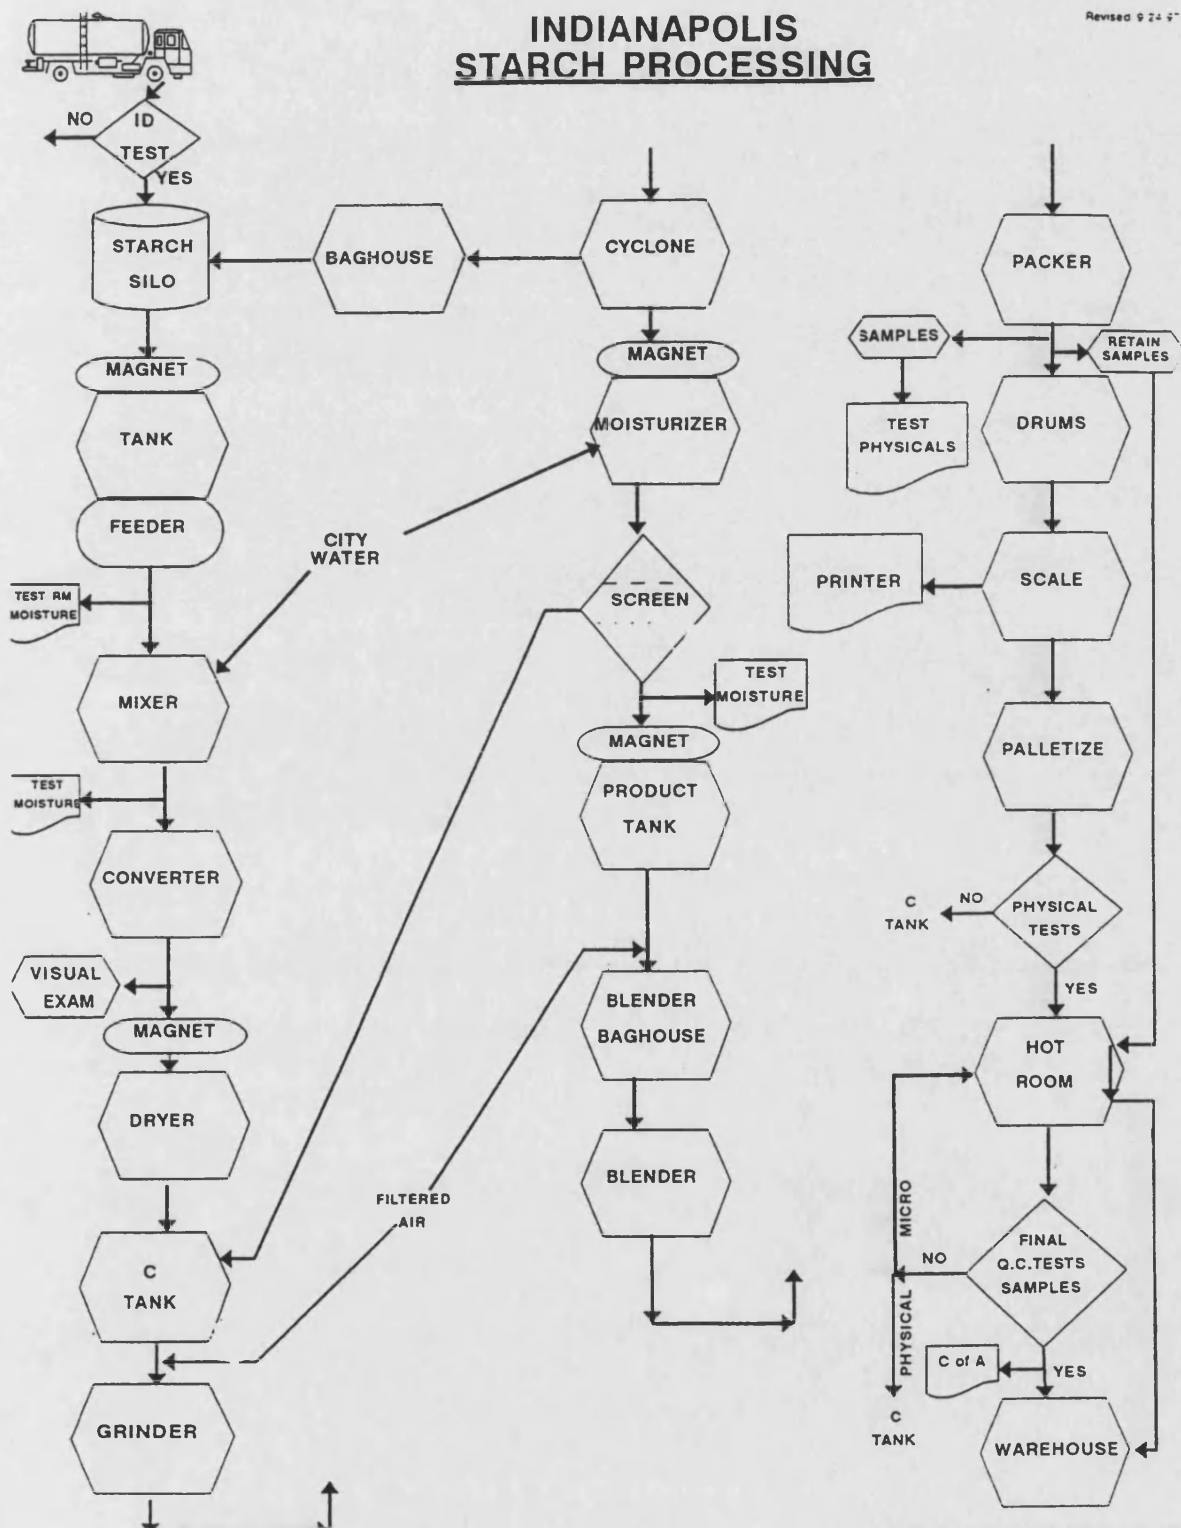 INDIANAPOLIS
STARCH PROCESSING
NO
ID
TEST
YES
STARCH
SILO
MAGNET
TANK
FEEDER
TEST RM
MOISTURE
MIXER
TEST
MOISTURE
CONVERTER
VISUAL
EXAM
MAGNET
DRYER
C
TANK
GRINDER
BAGHOUSE
CITY
WATER
FILTERED
AIR
CYCLONE
MAGNET
MOISTURIZER
SCREEN
TEST
MOISTURE
MAGNET
PRODUCT
TANK
BLENDER
BAGHOUSE
BLENDER
Revised
PACKER
SAMPLES
RETAIN
SAMPLES
TEST
PHYSICALS
DRUMS
PRINTER
SCALE
PALLETIZE
C
TANK
NO
PHYSICAL
TESTS
YES
HOT
ROOM
MICRO
PHYSICAL
NO
FINAL
Q.C.TESTS
SAMPLES
C of A
YES
C
TANK
WAREHOUSE